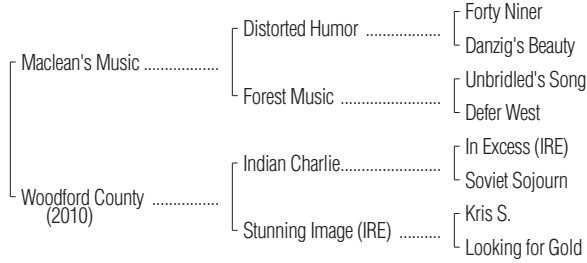 Forty Niner
Distorted Humor ..................
Danzig's Beauty
Maclean's Music ..................
Unbridled's Song
Forest Music ........................
Defer West
In Excess (IRE)
Indian Charlie........................
Soviet Sojourn
Woodford County ................
(2010)
Kris S.
Stunning Image (IRE) ..........
Looking for Gold